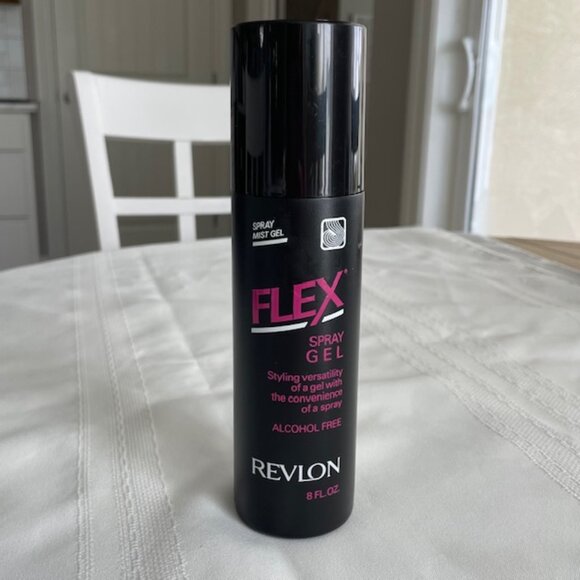 SPRAY
MIST GEL
FLEX®
SPRAY
GEL
Styling versatility
of a gel with
the convenience
of a spray
ALCOHOL FREE
REVLON
8 FL.OZ.